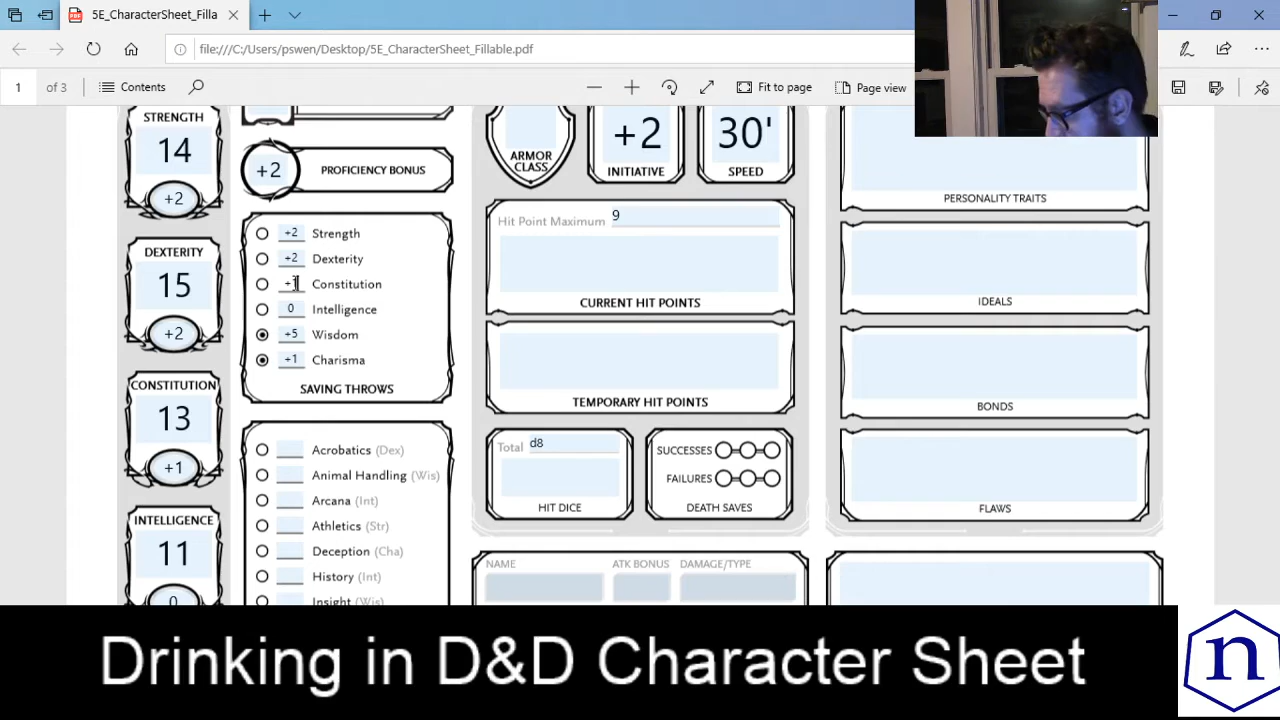 5E_CharacterSheet_Filla
file:///C:/Users/pswen/Desktop/5E_CharacterSheet_Fillable.pdf
1 of 3 Contents Fit to page Page view
STRENGTH
14
+2
+2 PROFICIENCY BONUS
ARMOR
CLASS
+2
INITIATIVE
30'
SPEED
PERSONALITY TRAITS
DEXTERITY
15
+2
+2 Strength
+2 Dexterity
Constitution
0 Intelligence
+5 Wisdom
+1 Charisma
SAVING THROWS
Hit Point Maximum 9
CURRENT HIT POINTS
TEMPORARY HIT POINTS
IDEALS
BONDS
FLAWS
CONSTITUTION
13
+1
Total d8
HIT DICE
SUCCESSES
FAILURES
DEATH SAVES
INTELLIGENCE
11
0
Acrobatics (Dex)
Animal Handling (Wis)
Arcana (Int)
Athletics (Str)
Deception (Cha)
History (Int)
Insight (Wis)
NAME ATK BONUS DAMAGE/TYPE
Drinking in D&D Character Sheet
n